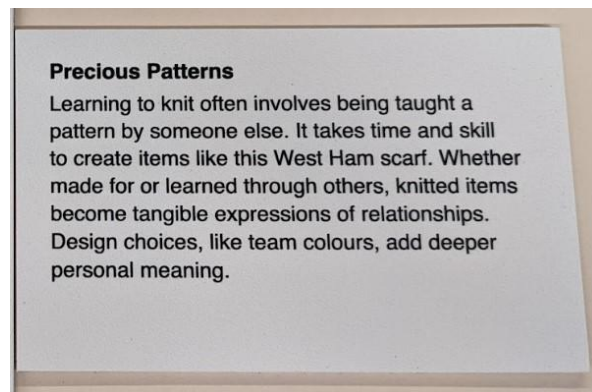 Precious Patterns
Learning to knit often involves being taught a
pattern by someone else. It takes time and skill
to create items like this West Ham scarf. Whether
made for or learned through others, knitted items
become tangible expressions of relationships.
Design choices, like team colours, add deeper
personal meaning.